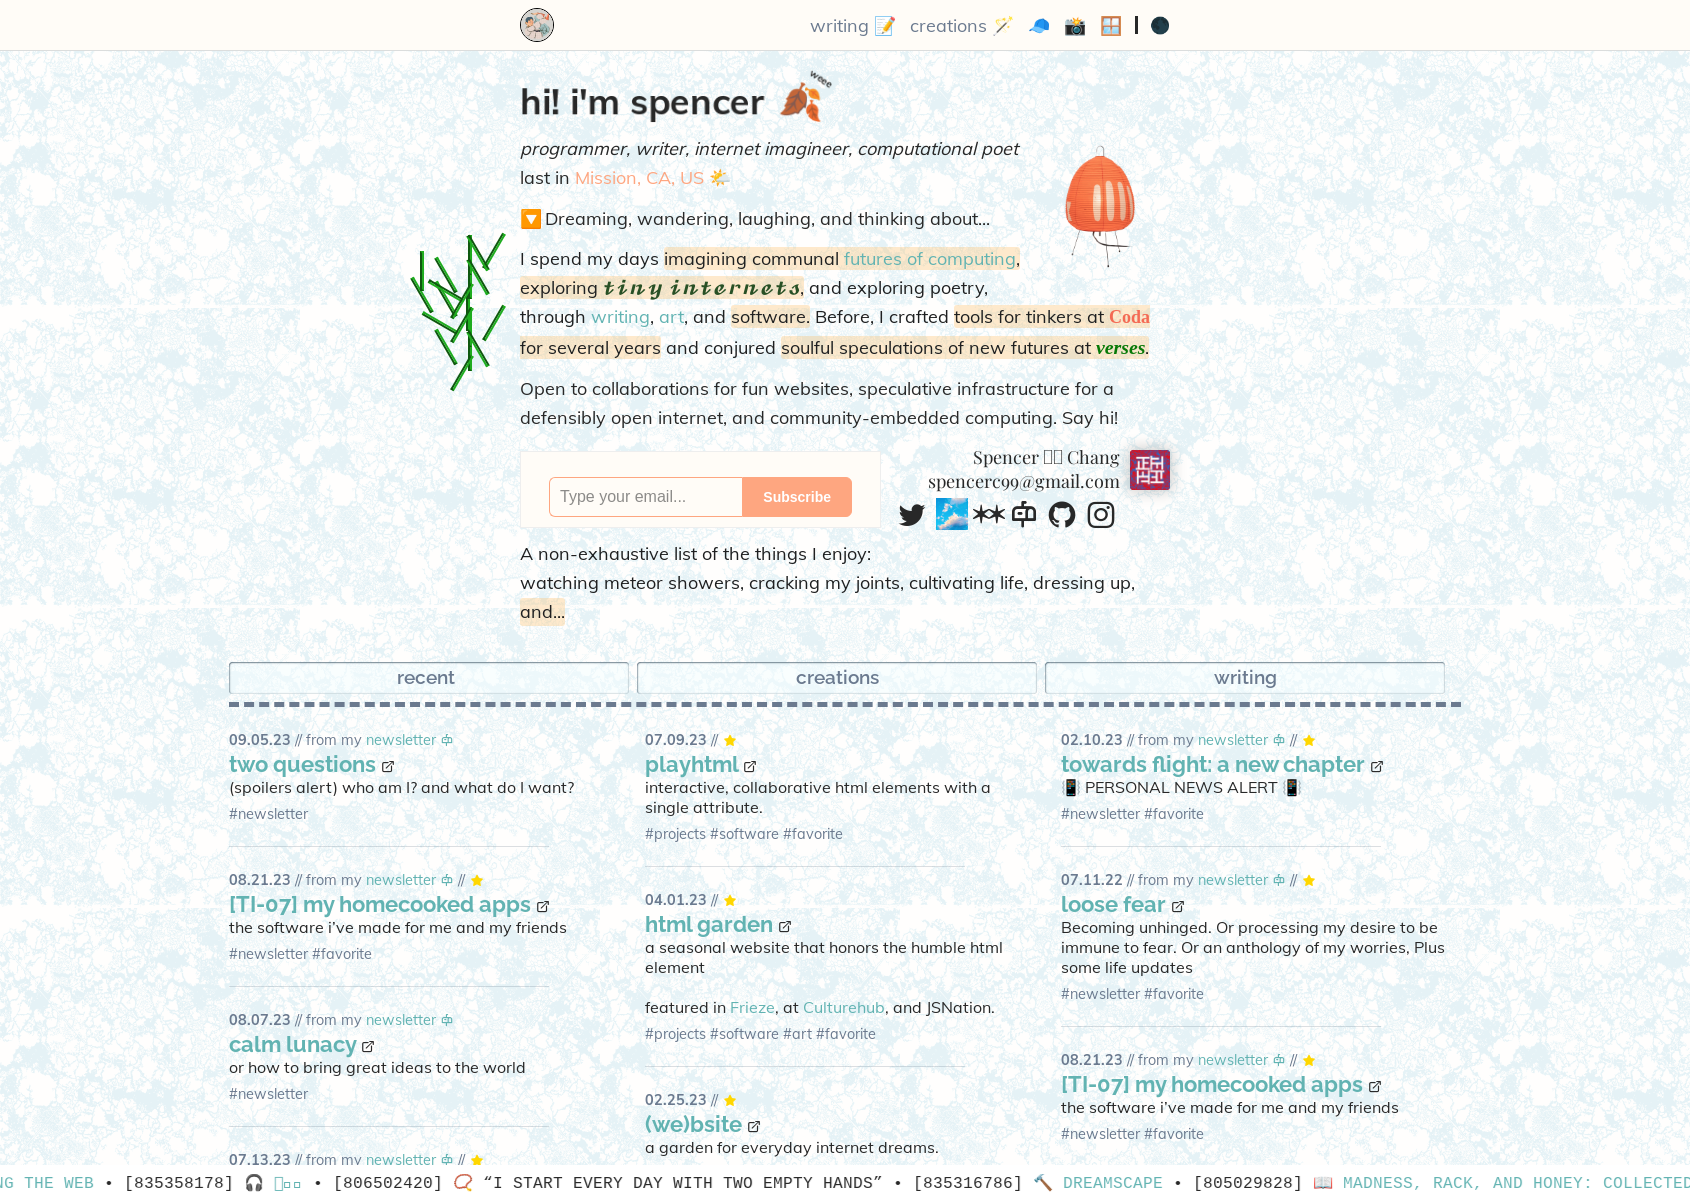 writing 📝 creations 🪄 🧢 📸 🪟 | 🌑
hi! i'm spencer 🍂
weee
programmer, writer, internet imagineer, computational poet
last in Mission, CA, US 🌤️
🔽 Dreaming, wandering, laughing, and thinking about...
I spend my days imagining communal futures of computing,
exploring tiny internets, and exploring poetry,
through writing, art, and software. Before, I crafted tools for tinkers at Coda
for several years and conjured soulful speculations of new futures at verses.
Open to collaborations for fun websites, speculative infrastructure for a
defensibly open internet, and community-embedded computing. Say hi!
Type your email...
Subscribe
Spencer Chang
spencerc99@gmail.com
A non-exhaustive list of the things I enjoy:
watching meteor showers, cracking my joints, cultivating life, dressing up,
and...
recent
creations
writing
09.05.23 // from my newsletter
two questions
(spoilers alert) who am I? and what do I want?
#newsletter
08.21.23 // from my newsletter // ⭐
[TI-07] my homecooked apps
the software i've made for me and my friends
#newsletter #favorite
08.07.23 // from my newsletter
calm lunacy
or how to bring great ideas to the world
#newsletter
07.13.23 // from my newsletter // ⭐
07.09.23 // ⭐
playhtml
interactive, collaborative html elements with a
single attribute.
#projects #software #favorite
04.01.23 // ⭐
html garden
a seasonal website that honors the humble html
element
featured in Frieze, at Culturehub, and JSNation.
#projects #software #art #favorite
02.25.23 // ⭐
(we)bsite
a garden for everyday internet dreams.
02.10.23 // from my newsletter // ⭐
towards flight: a new chapter
📳 PERSONAL NEWS ALERT 📳
#newsletter #favorite
07.11.22 // from my newsletter // ⭐
loose fear
Becoming unhinged. Or processing my desire to be
immune to fear. Or an anthology of my worries, Plus
some life updates
#newsletter #favorite
08.21.23 // from my newsletter // ⭐
[TI-07] my homecooked apps
the software i've made for me and my friends
#newsletter #favorite
NG THE WEB • [835358178] 🎧 • [806502420] 📿 “I START EVERY DAY WITH TWO EMPTY HANDS” • [835316786] 🔨 DREAMSCAPE • [805029828] 📖 MADNESS, RACK, AND HONEY: COLLECTED